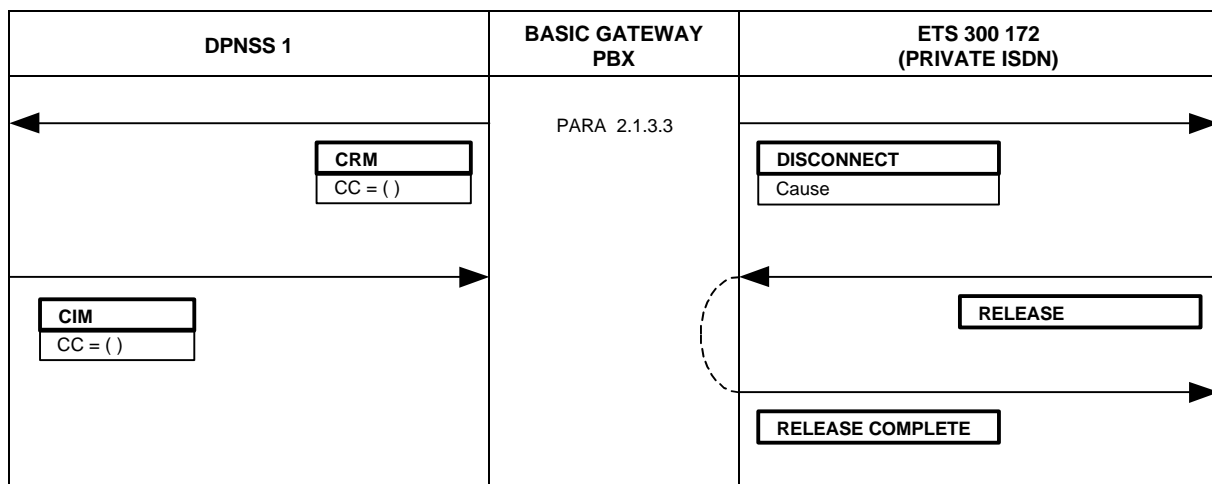 DPNSS 1
BASIC GATEWAY
PBX
ETS 300 172
(PRIVATE ISDN)
PARA 2.1.3.3
CRM
CC = ( )
DISCONNECT
Cause
CIM
CC = ( )
RELEASE
RELEASE COMPLETE